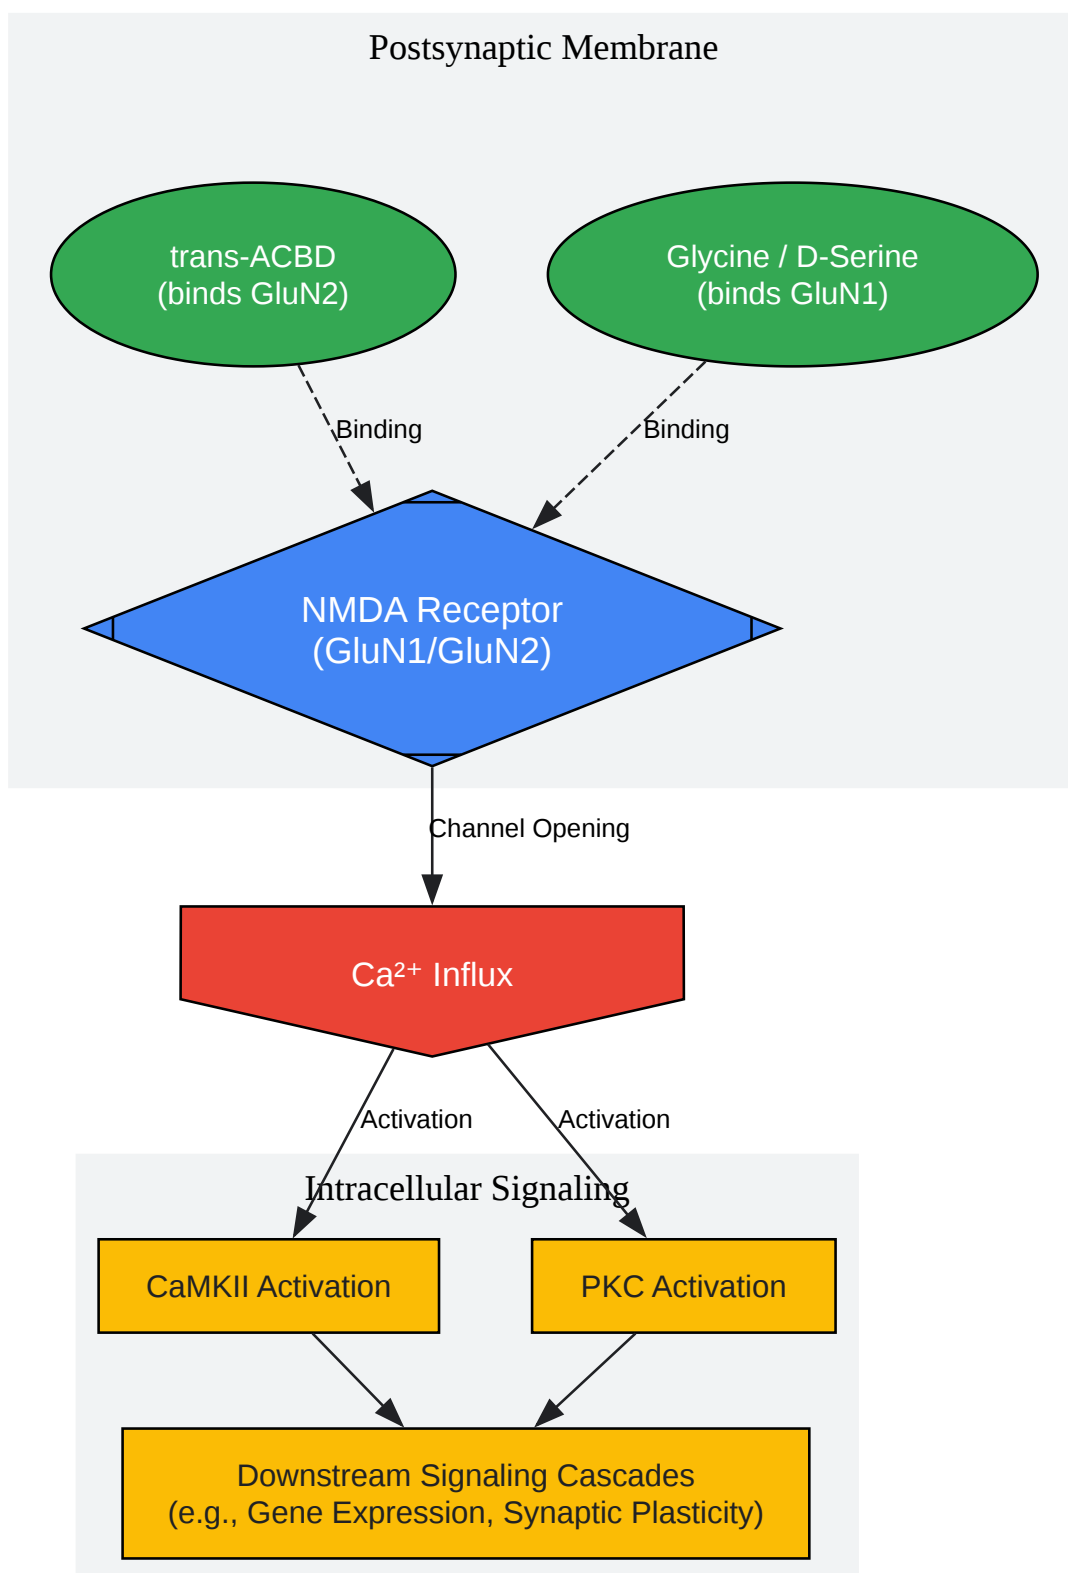 Postsynaptic Membrane
trans-ACBD
(binds GluN2)
Glycine / D-Serine
(binds GluN1)
Binding
Binding
NMDA Receptor
(GluN1/GluN2)
Channel Opening
Ca²⁺ Influx
Activation
Activation
Intracellular Signaling
CaMKII Activation
PKC Activation
Downstream Signaling Cascades
(e.g., Gene Expression, Synaptic Plasticity)